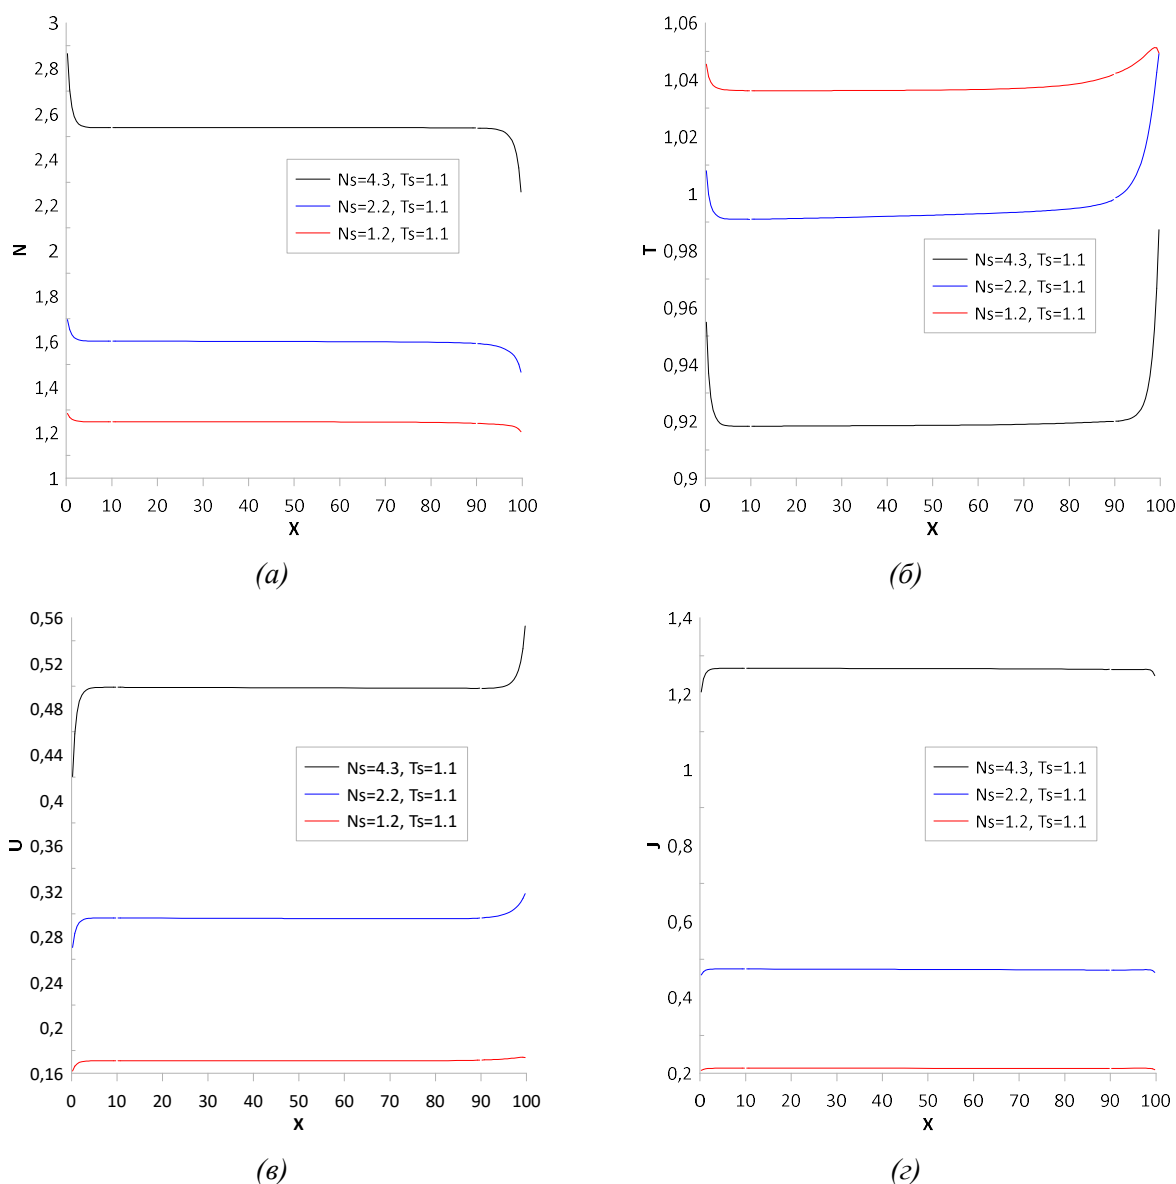 3
2,8
2,6
2,4
2,2
2
1,8
1,6
1,4
1,2
1
N
Ns=4.3, Ts=1.1
Ns=2.2, Ts=1.1
Ns=1.2, Ts=1.1
0 10 20 30 40 50 60 70 80 90 100
X
(а)
1,06
1,04
1,02
1
0,98
0,96
0,94
0,92
0,9
T
Ns=4.3, Ts=1.1
Ns=2.2, Ts=1.1
Ns=1.2, Ts=1.1
0 10 20 30 40 50 60 70 80 90 100
X
(б)
0,56
0,52
0,48
0,44
0,4
0,36
0,32
0,28
0,24
0,2
0,16
U
Ns=4.3, Ts=1.1
Ns=2.2, Ts=1.1
Ns=1.2, Ts=1.1
0 10 20 30 40 50 60 70 80 90 100
X
(в)
1,4
1,2
1
0,8
0,6
0,4
0,2
J
Ns=4.3, Ts=1.1
Ns=2.2, Ts=1.1
Ns=1.2, Ts=1.1
0 10 20 30 40 50 60 70 80 90 100
X
(г)